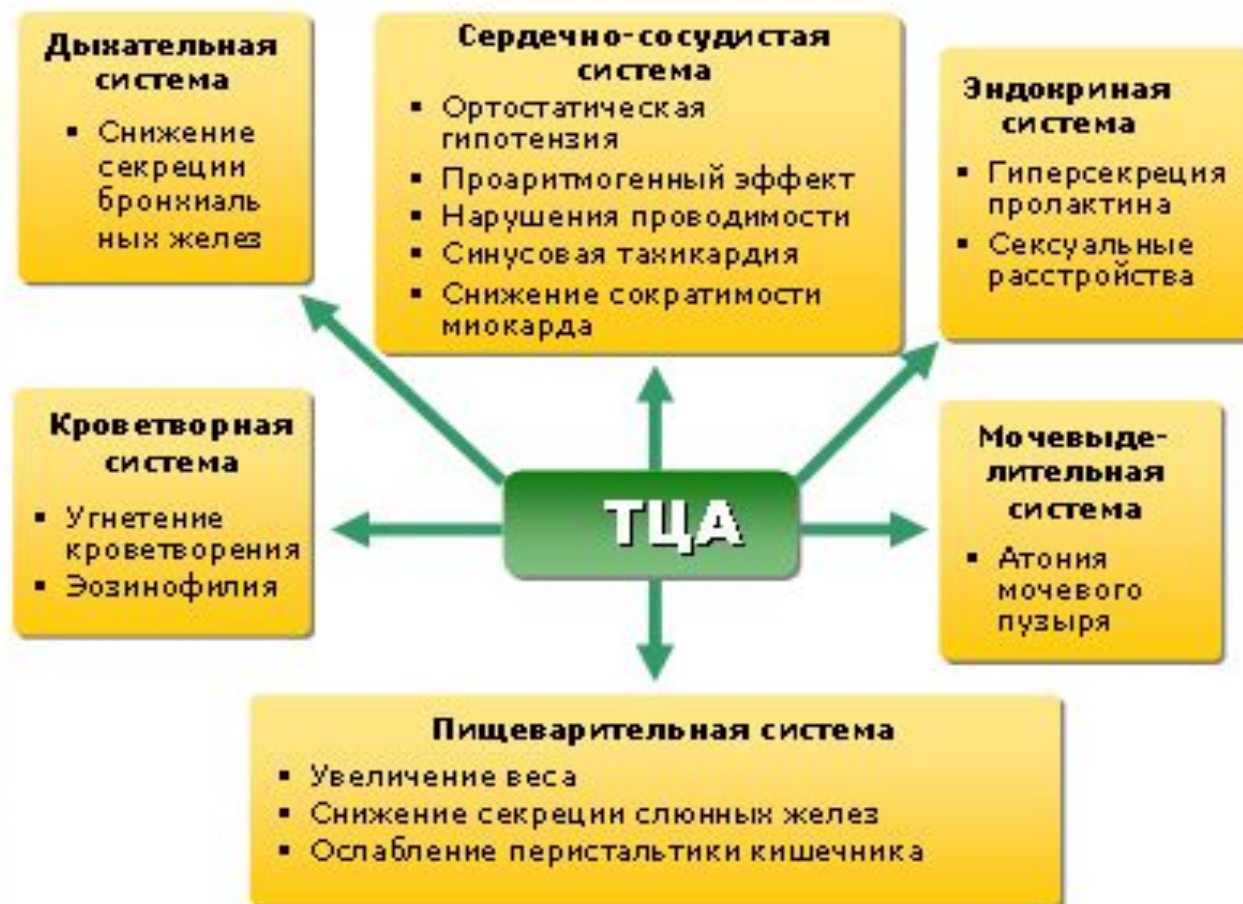 Дыхательная
система
▪ Снижение
секреции
бронхиаль
ных желез
Сердечно-сосудистая
система
▪ Ортостатическая
гипотензия
▪ Проаритмогенный эффект
▪ Нарушения проводимости
▪ Синусовая тахикардия
▪ Снижение сократимости
миокарда
Эндокриная
система
▪ Гиперсекреция
пролактина
▪ Сексуальные
расстройства
Кроветворная
система
▪ Угнетение
кроветворения
▪ Эозинофилия
ТЦА
Мочевыде-
лительная
система
▪ Атония
мочевого
пузыря
Пищеварительная система
▪ Увеличение веса
▪ Снижение секреции слюнных желез
▪ Ослабление перистальтики кишечника